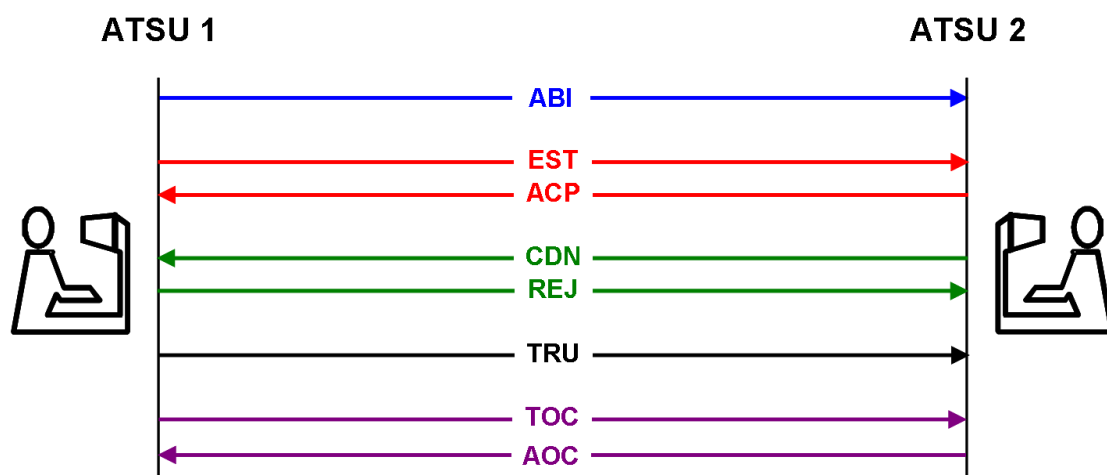 ATSU 1
ATSU 2
ABI
EST
ACP
CDN
REJ
TRU
TOC
AOC